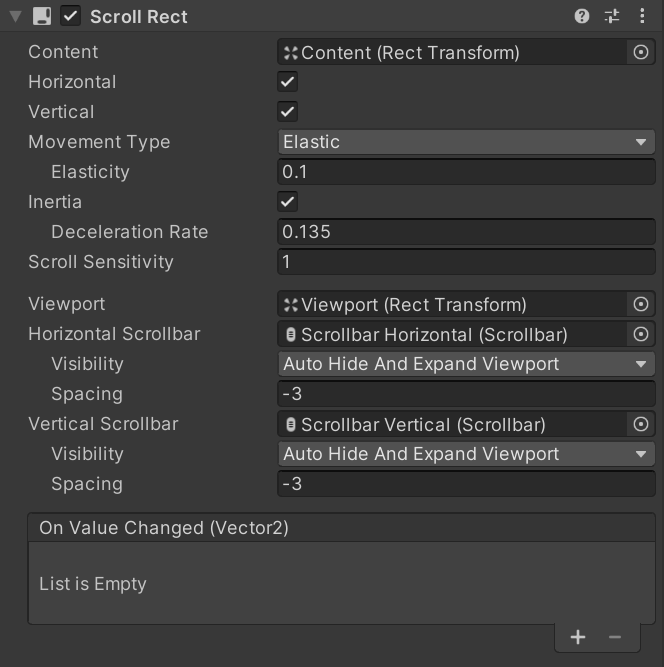 Scroll Rect
Content Content (Rect Transform)
Horizontal
Vertical
Movement Type Elastic
Elasticity 0.1
Inertia
Deceleration Rate 0.135
Scroll Sensitivity 1
Viewport Viewport (Rect Transform)
Horizontal Scrollbar Scrollbar Horizontal (Scrollbar)
Visibility Auto Hide And Expand Viewport
Spacing -3
Vertical Scrollbar Scrollbar Vertical (Scrollbar)
Visibility Auto Hide And Expand Viewport
Spacing -3
On Value Changed (Vector2)
List is Empty